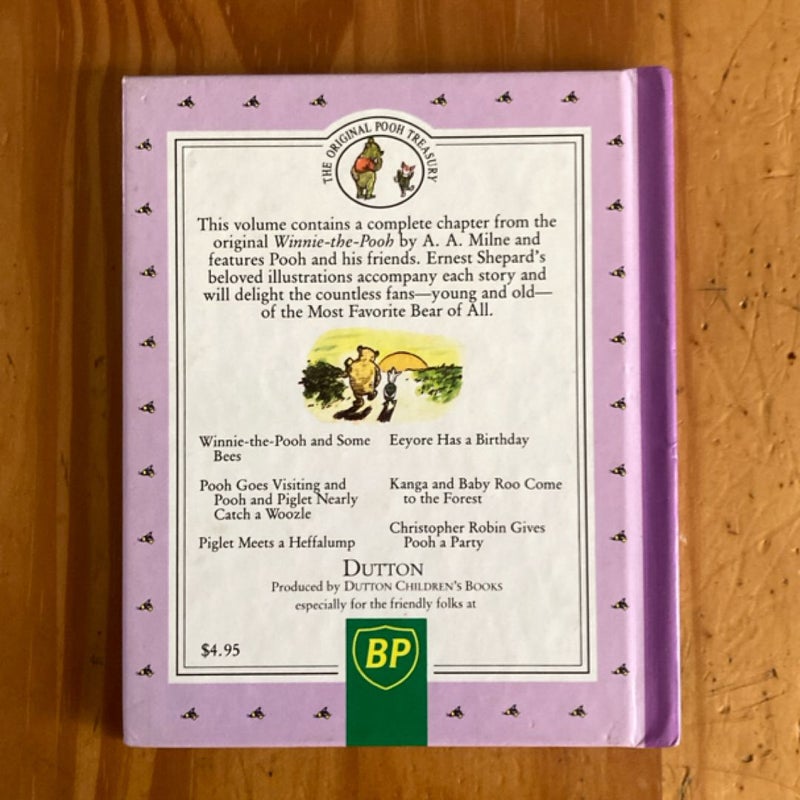 THE ORIGINAL POOH TREASURY
This volume contains a complete chapter from the
original Winnie-the-Pooh by A. A. Milne and
features Pooh and his friends. Ernest Shepard's
beloved illustrations accompany each story and
will delight the countless fans—young and old—
of the Most Favorite Bear of All.
Winnie-the-Pooh and Some
Bees
Pooh Goes Visiting and
Pooh and Piglet Nearly
Catch a Woozle
Piglet Meets a Heffalump
Eeyore Has a Birthday
Kanga and Baby Roo Come
to the Forest
Christopher Robin Gives
Pooh a Party
DUTTON
Produced by DUTTON CHILDREN'S BOOKS
especially for the friendly folks at
$4.95
BP